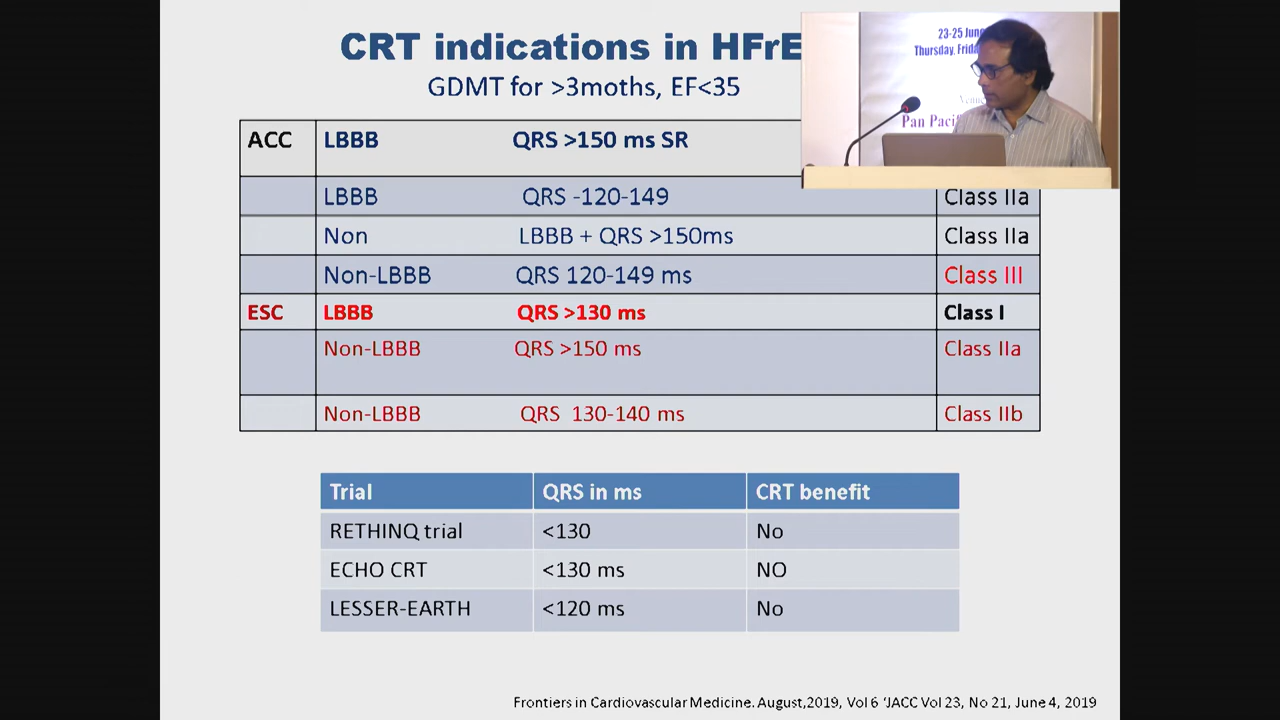 CRT indications in HFrE
GDMT for >3moths, EF<35
23-25 June
Thursday, Frida
Venue
Pan Pacif
ACC LBBB QRS >150 ms SR
LBBB QRS -120-149 Class IIa
Non LBBB + QRS >150ms Class IIa
Non-LBBB QRS 120-149 ms Class III
ESC LBBB QRS >130 ms Class I
Non-LBBB QRS >150 ms Class IIa
Non-LBBB QRS 130-140 ms Class IIb
Trial QRS in ms CRT benefit
RETHINQ trial <130 No
ECHO CRT <130 ms NO
LESSER-EARTH <120 ms No
Frontiers in Cardiovascular Medicine. August,2019, Vol 6 ‘JACC Vol 23, No 21, June 4, 2019